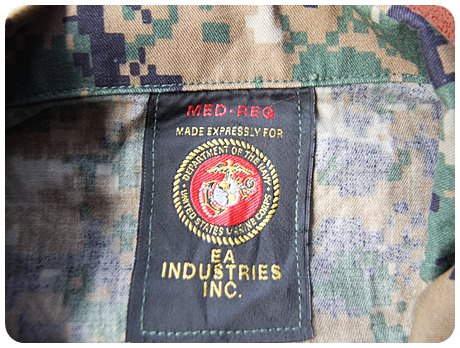 MED-REG
MADE EXPRESSLY FOR
DEPARTMENT OF THE NAVY
UNITED STATES MARINE CORPS
EA
INDUSTRIES
INC.